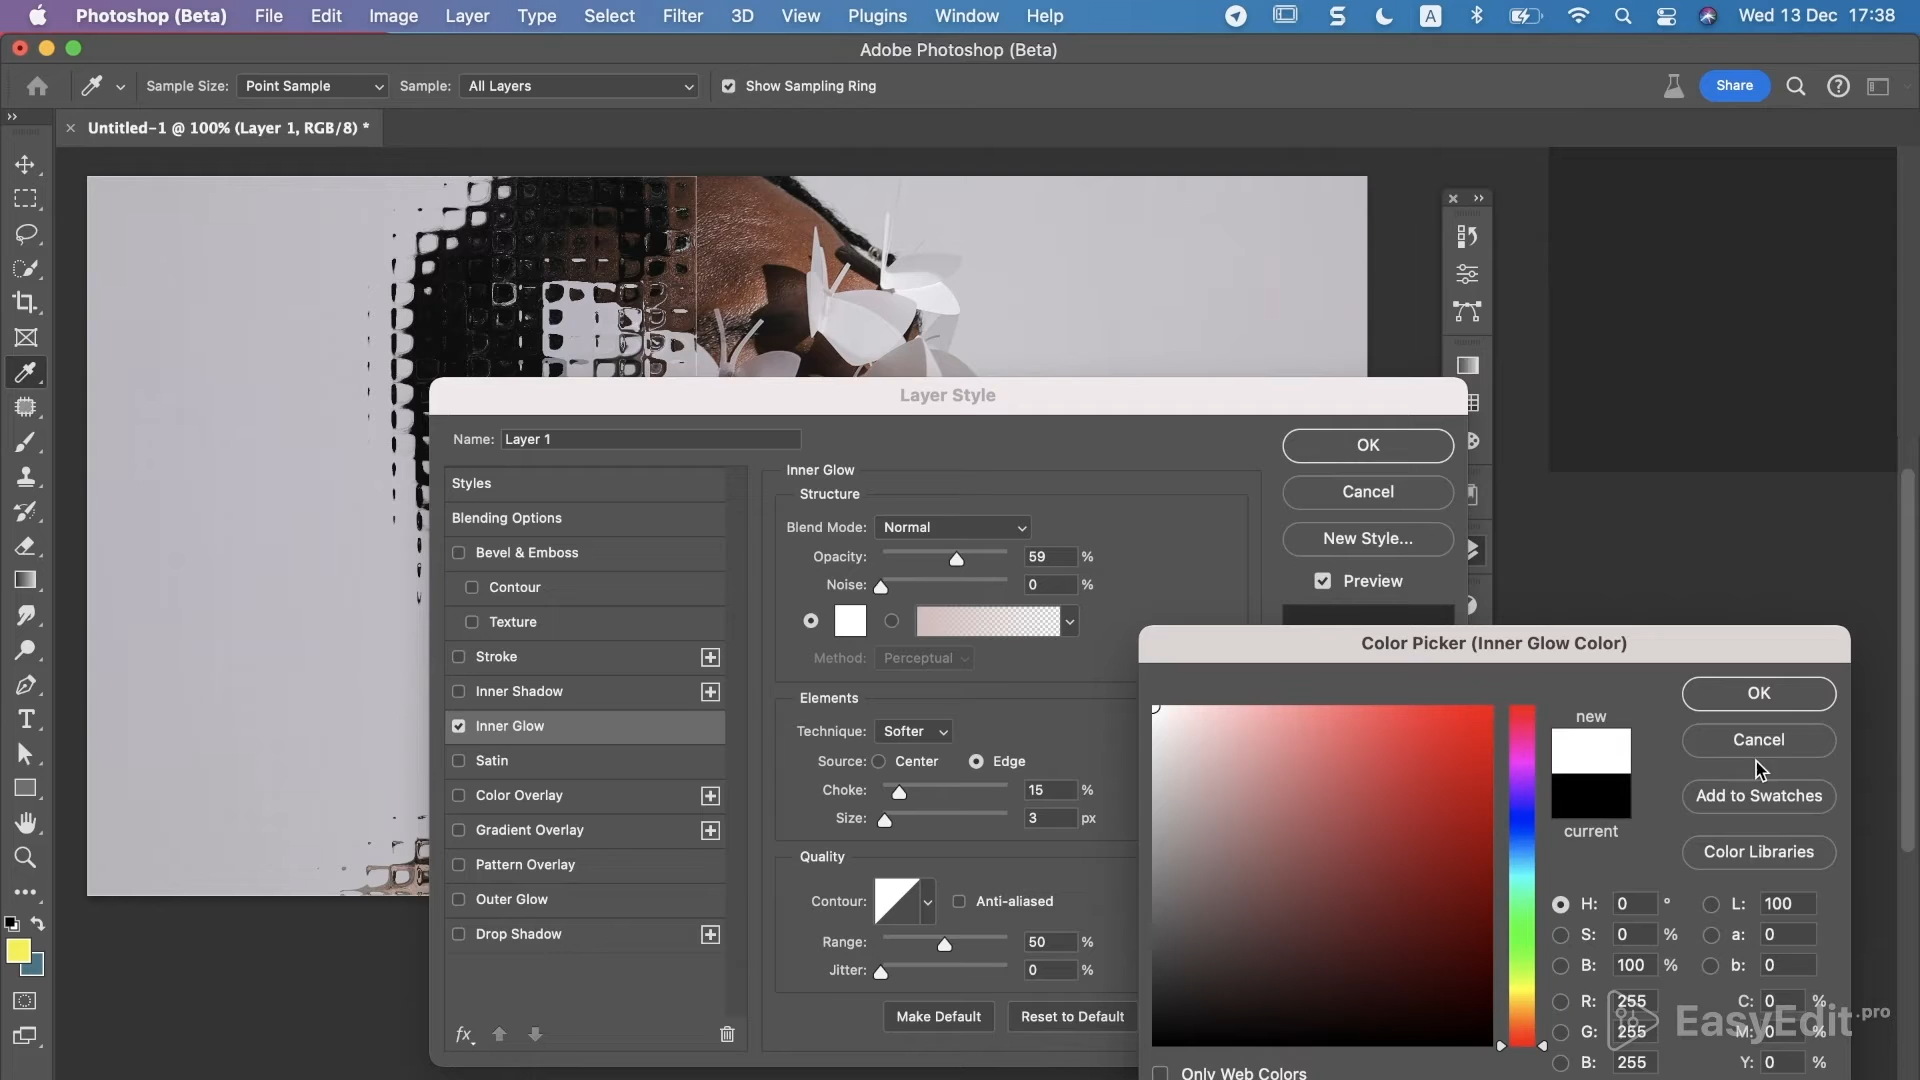 Photoshop (Beta) File Edit Image Layer Type Select Filter 3D View Plugins Window Help A Wed 13 Dec 17:38
Adobe Photoshop (Beta)
Sample Size: Point Sample Sample: All Layers Show Sampling Ring Share
Untitled-1 @ 100% (Layer 1, RGB/8) *
Layer Style
Name: Layer 1
Styles
Blending Options
Bevel & Emboss
Contour
Texture
Stroke
Inner Shadow
Inner Glow
Satin
Color Overlay
Gradient Overlay
Pattern Overlay
Outer Glow
Drop Shadow
fx
Inner Glow
Structure
Blend Mode: Normal
Opacity: 59 %
Noise: 0 %
Method: Perceptual
Elements
Technique: Softer
Source: Center Edge
Choke: 15 %
Size: 3 px
Quality
Contour: Anti-aliased
Range: 50 %
Jitter: 0 %
Make Default Reset to Default
OK
Cancel
New Style...
Preview
Color Picker (Inner Glow Color)
new
current
OK
Cancel
Add to Swatches
Color Libraries
H: 0 ° L: 100
S: 0 % a: 0
B: 100 % b: 0
R: 255 C: 0 %
G: 255 M: 0 %
B: 255 Y: 0 %
Only Web Colors
EasyEdit.pro